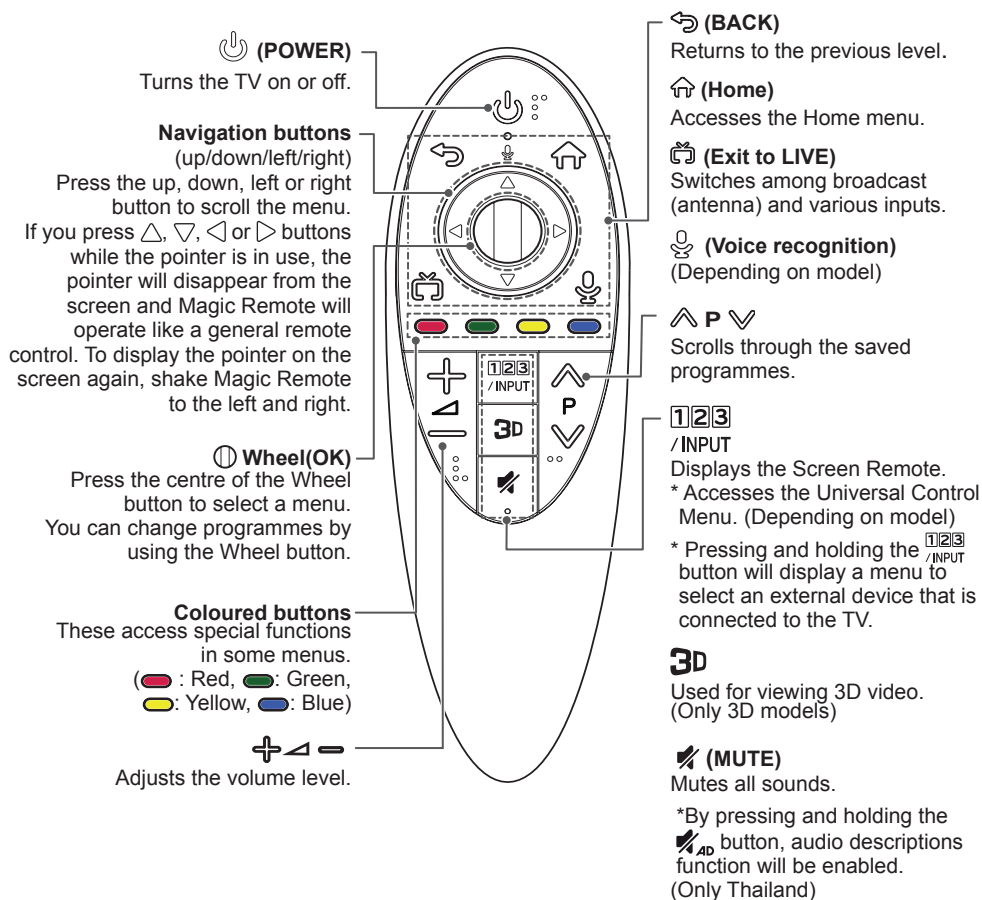 (POWER)
Turns the TV on or off.
Navigation buttons
(up/down/left/right)
Press the up, down, left or right
button to scroll the menu.
If you press △, ▽, ◁ or ▷ buttons
while the pointer is in use, the
pointer will disappear from the
screen and Magic Remote will
operate like a general remote
control. To display the pointer on the
screen again, shake Magic Remote
to the left and right.
Wheel(OK)
Press the centre of the Wheel
button to select a menu.
You can change programmes by
using the Wheel button.
Coloured buttons
These access special functions
in some menus.
( : Red, : Green,
: Yellow, : Blue)
Adjusts the volume level.
123
/INPUT
P
3D
(BACK)
Returns to the previous level.
(Home)
Accesses the Home menu.
(Exit to LIVE)
Switches among broadcast
(antenna) and various inputs.
(Voice recognition)
(Depending on model)
P
Scrolls through the saved
programmes.
123
/INPUT
Displays the Screen Remote.
* Accesses the Universal Control
Menu. (Depending on model)
* Pressing and holding the 123/INPUT
button will display a menu to
select an external device that is
connected to the TV.
3D
Used for viewing 3D video.
(Only 3D models)
(MUTE)
Mutes all sounds.
*By pressing and holding the
AD button, audio descriptions
function will be enabled.
(Only Thailand)